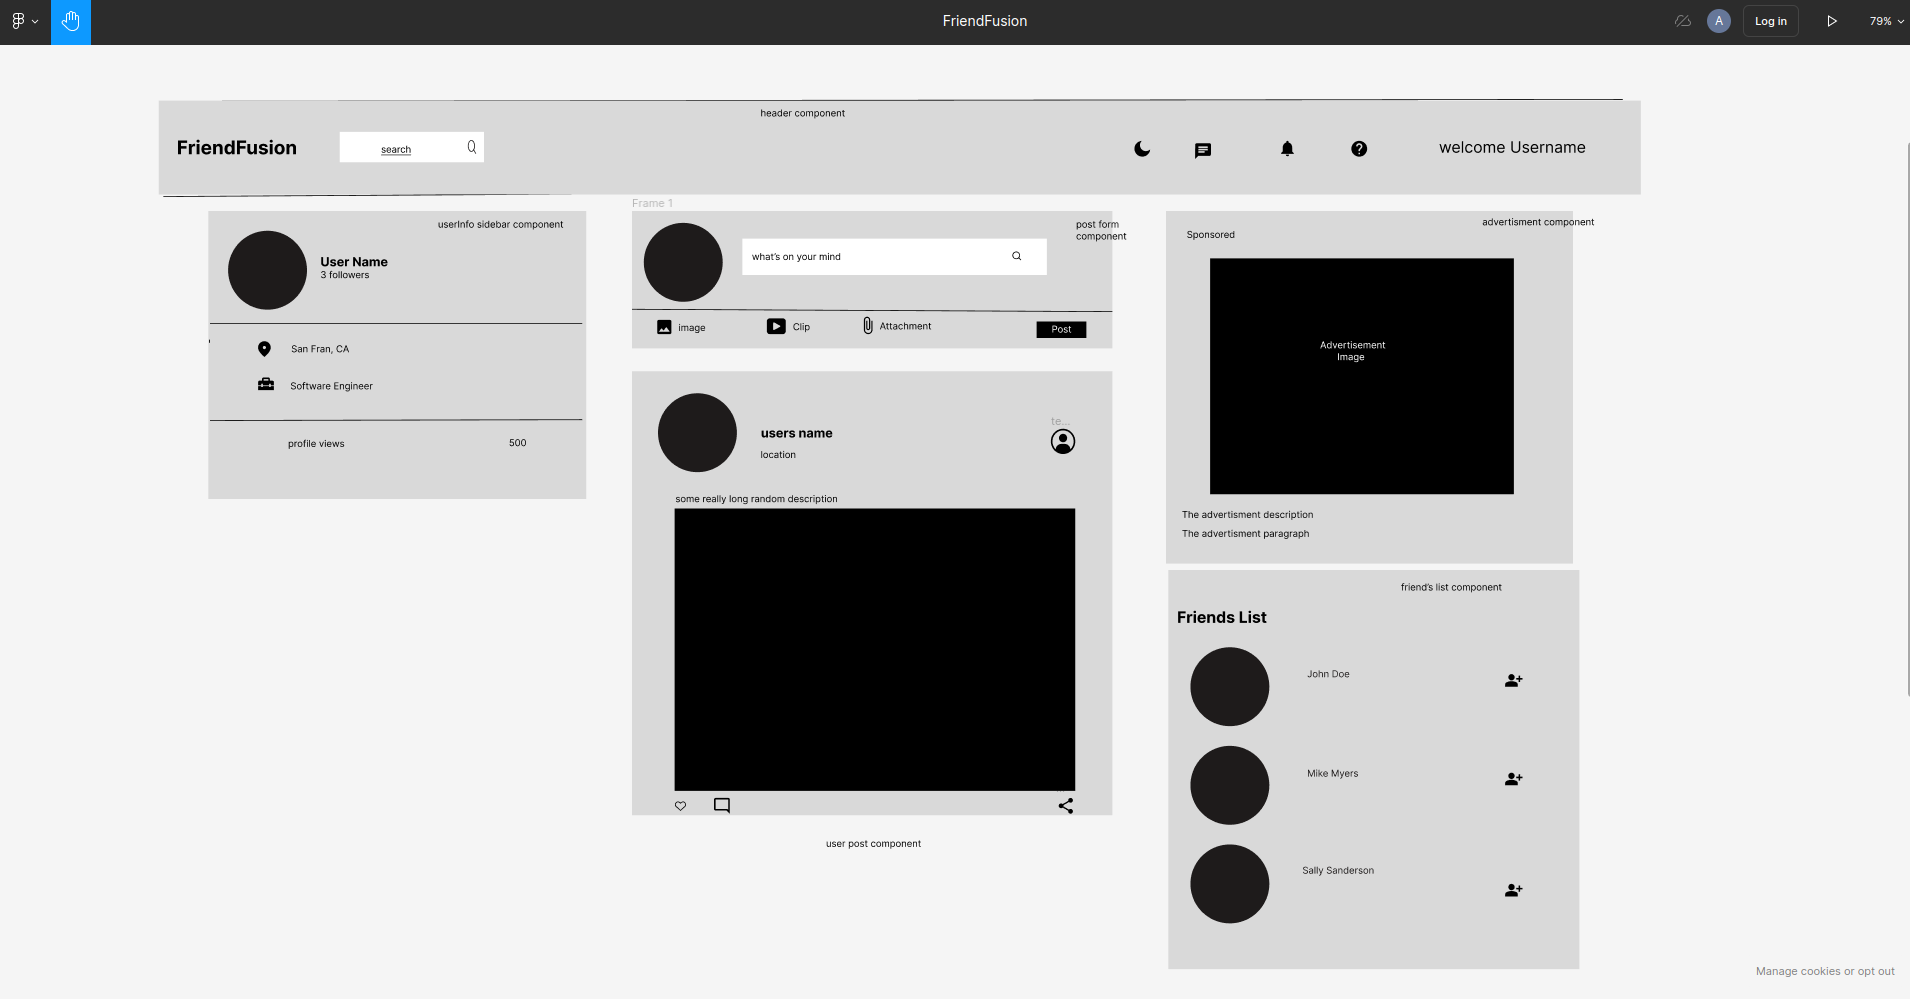 FriendFusion
A
Log in
79%
header component
FriendFusion
search
welcome Username
Frame 1
userInfo sidebar component
User Name
3 followers
San Fran, CA
Software Engineer
profile views
500
post form
component
what's on your mind
image
Clip
Attachment
Post
users name
location
te...
some really long random description
user post component
advertisment component
Sponsored
Advertisement
Image
The advertisment description
The advertisment paragraph
friend's list component
Friends List
John Doe
Mike Myers
Sally Sanderson
Manage cookies or opt out